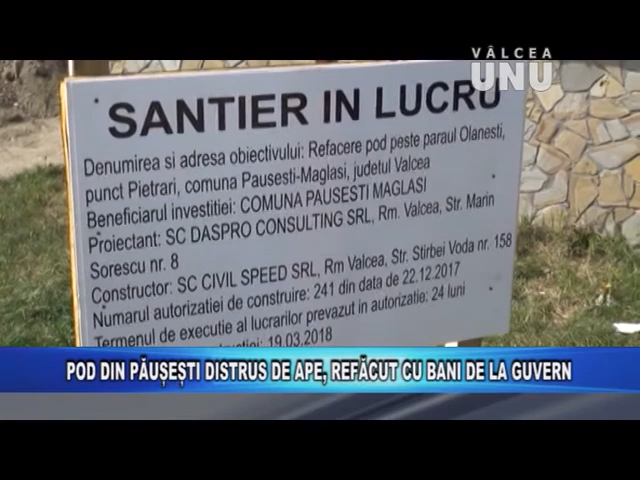 VÂLCEA
UNU
SANTIER IN LUCRU
Denumirea si adresa obiectivului: Refacere pod peste paraul Olanesti,
punct Pietrari, comuna Pausesti-Maglasi, judetul Valcea
Beneficiarul investitiei: COMUNA PAUSESTI MAGLASI
Proiectant: SC DASPRO CONSULTING SRL, Rm. Valcea, Str. Marin
Sorescu nr. 8
Constructor: SC CIVIL SPEED SRL, Rm Valcea, Str. Stirbei Voda nr. 158
Numarul autorizatiei de construire: 241 din data de 22.12.2017
Termenul de executie al lucrarilor prevazut in autorizatie: 24 luni
19.03.2018
POD DIN PĂUȘEȘTI DISTRUS DE APE, REFĂCUT CU BANI DE LA GUVERN